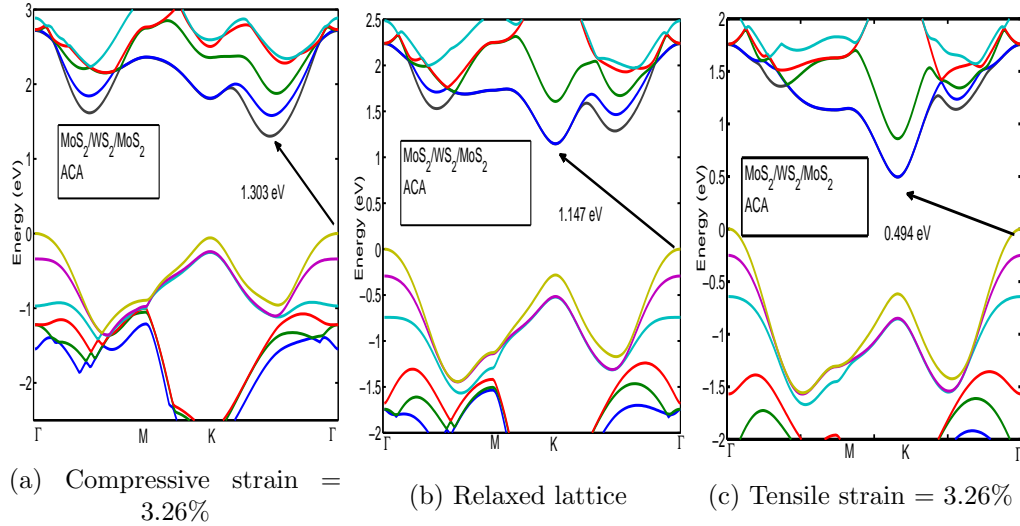 3
2
1
0
−1
−2
Energy (eV)
MoS2/WS2/MoS2
ACA
1.303 eV
Γ M K Γ
2.5
2
1.5
1
0.5
0
−0.5
−1
−1.5
−2
Energy (eV)
MoS2/WS2/MoS2
ACA
1.147 eV
Γ M K Γ
2
1.5
1
0.5
0
−0.5
−1
−1.5
−2
Energy (eV)
MoS2/WS2/MoS2
ACA
0.494 eV
Γ M K Γ
(a) Compressive strain =
3.26%
(b) Relaxed lattice
(c) Tensile strain = 3.26%